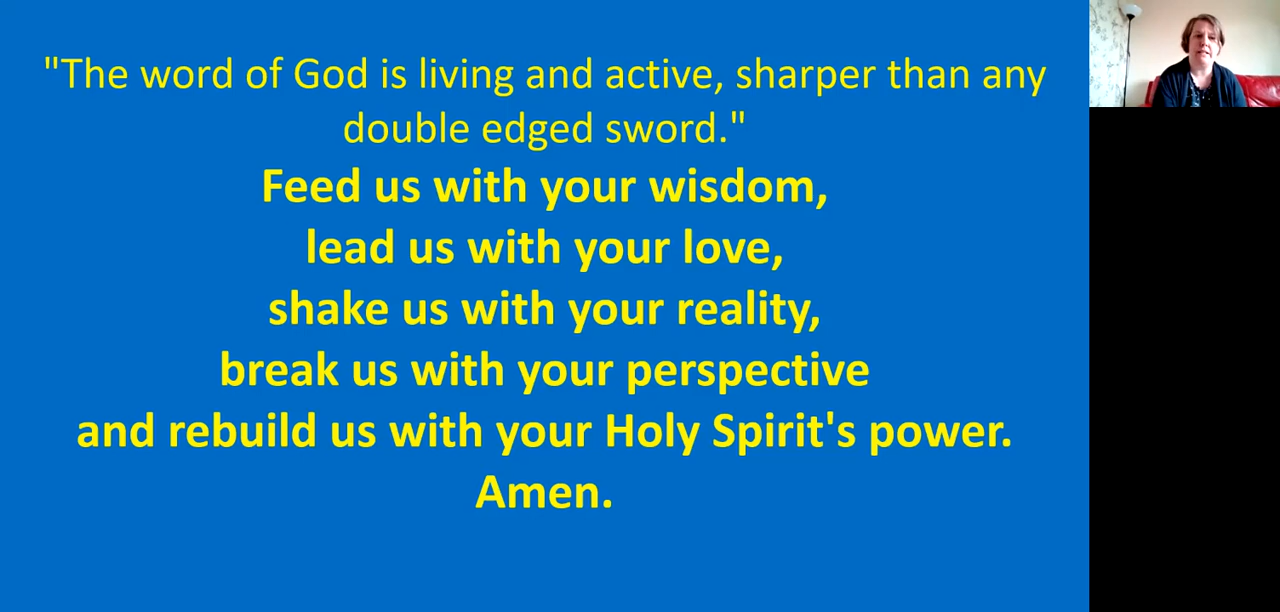 "The word of God is living and active, sharper than any
double edged sword."
Feed us with your wisdom,
lead us with your love,
shake us with your reality,
break us with your perspective
and rebuild us with your Holy Spirit's power.
Amen.